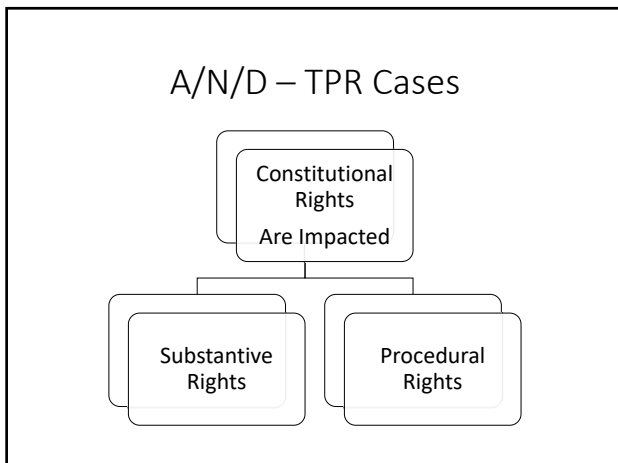 A/N/D – TPR Cases
Constitutional
Rights
Are Impacted
Substantive
Rights
Procedural
Rights